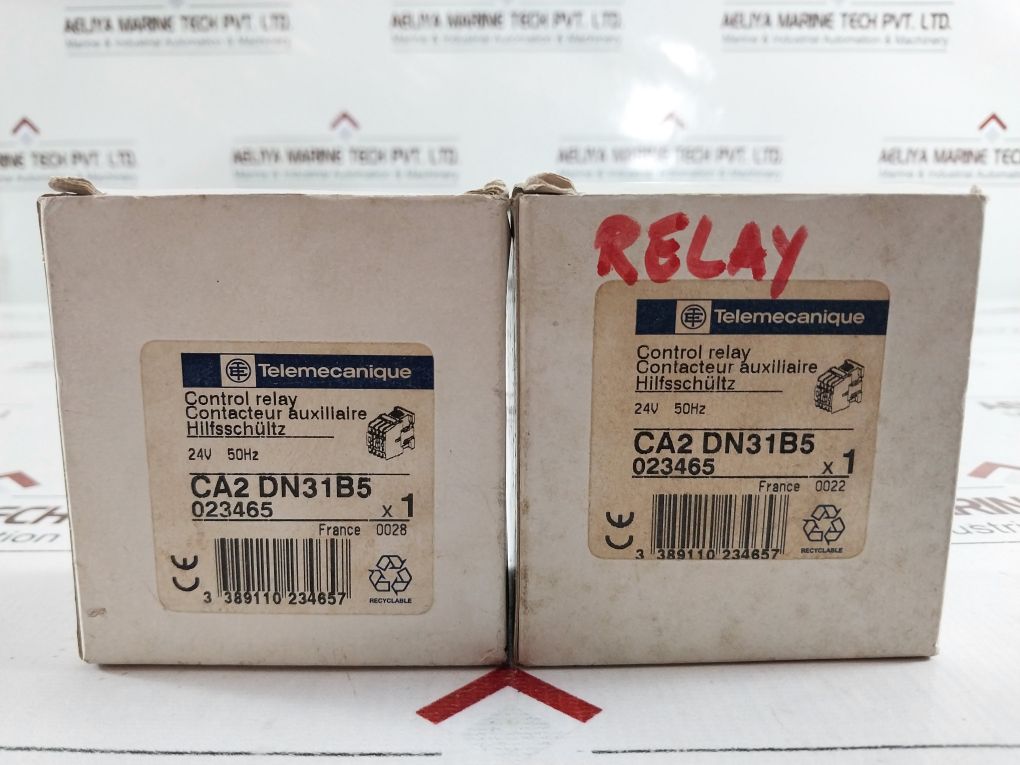 AELIYA MARINE TECH PVT. LTD.
Marine & Industrial Automation & Machinery
AELIYA MARINE TECH PVT. LTD.
Marine & Industrial Automation & Machinery
AELIYA MARINE TECH PVT. LTD.
Marine & Industrial Automation & Machinery
RINE TECH PVT. LTD.
AELIYA MARINE TECH PVT. LTD.
AELIYA MARINE TECH PVT. LTD.
AELIYA MARINE TE
Telemecanique
Control relay
Contacteur auxiliaire
Hilfsschültz
24V 50Hz
CA2 DN31B5
023465 x 1
France 0028
CE
3 389110 234657
RECYCLABLE
RELAY
Telemecanique
Control relay
Contacteur auxiliaire
Hilfsschültz
24V 50Hz
CA2 DN31B5
023465 x 1
France 0022
CE
3 389110 234657
RECYCLABLE